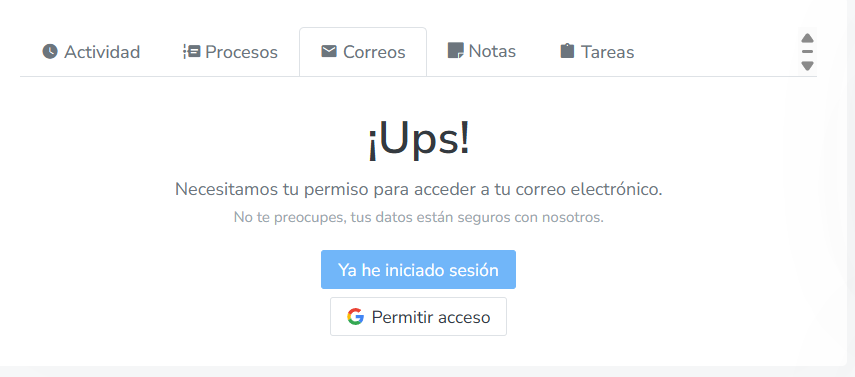 Actividad Procesos Correos Notas Tareas
¡Ups!
Necesitamos tu permiso para acceder a tu correo electrónico.
No te preocupes, tus datos están seguros con nosotros.
Ya he iniciado sesión
Permitir acceso